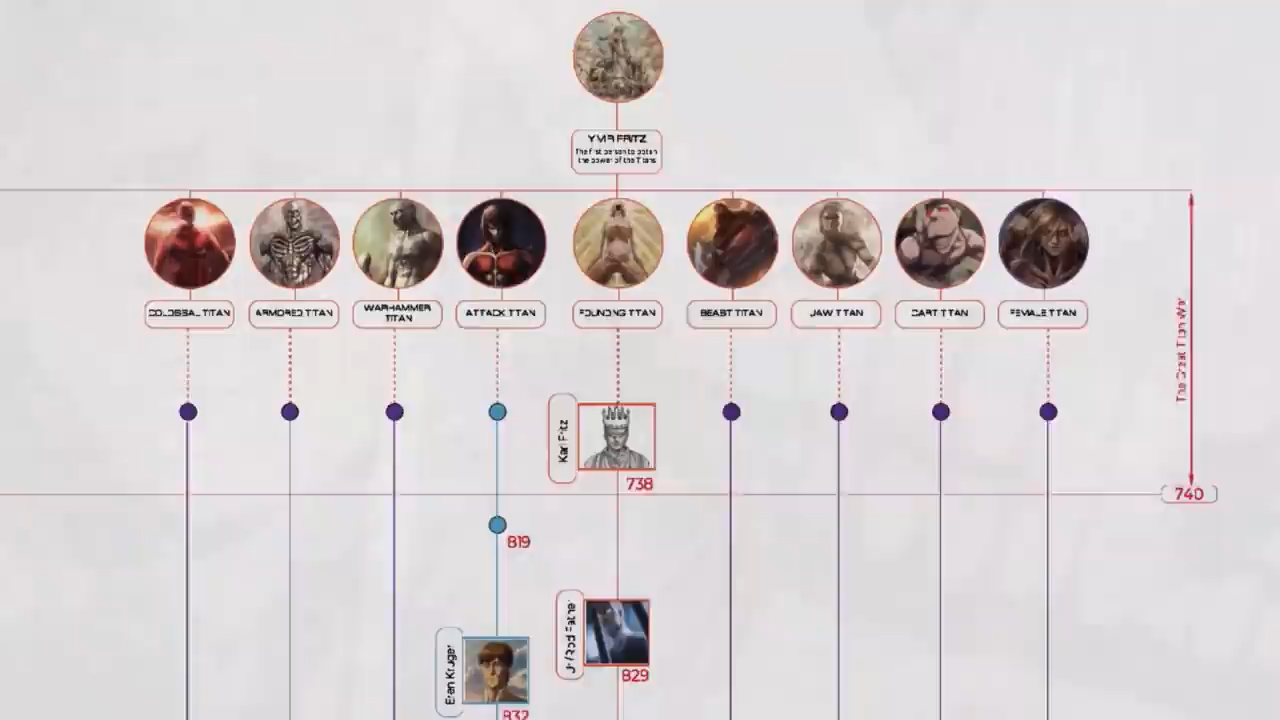 YMIR FRITZ
The first person to obtain
the power of the Titans
COLOSSAL TITAN
ARMORED TITAN
WARHAMMER
TITAN
ATTACK TITAN
FOUNDING TITAN
BEAST TITAN
JAW TITAN
CART TITAN
FEMALE TITAN
The Great Titan War
Karl Fritz
738
740
819
Father
829
Eren Kruger
832